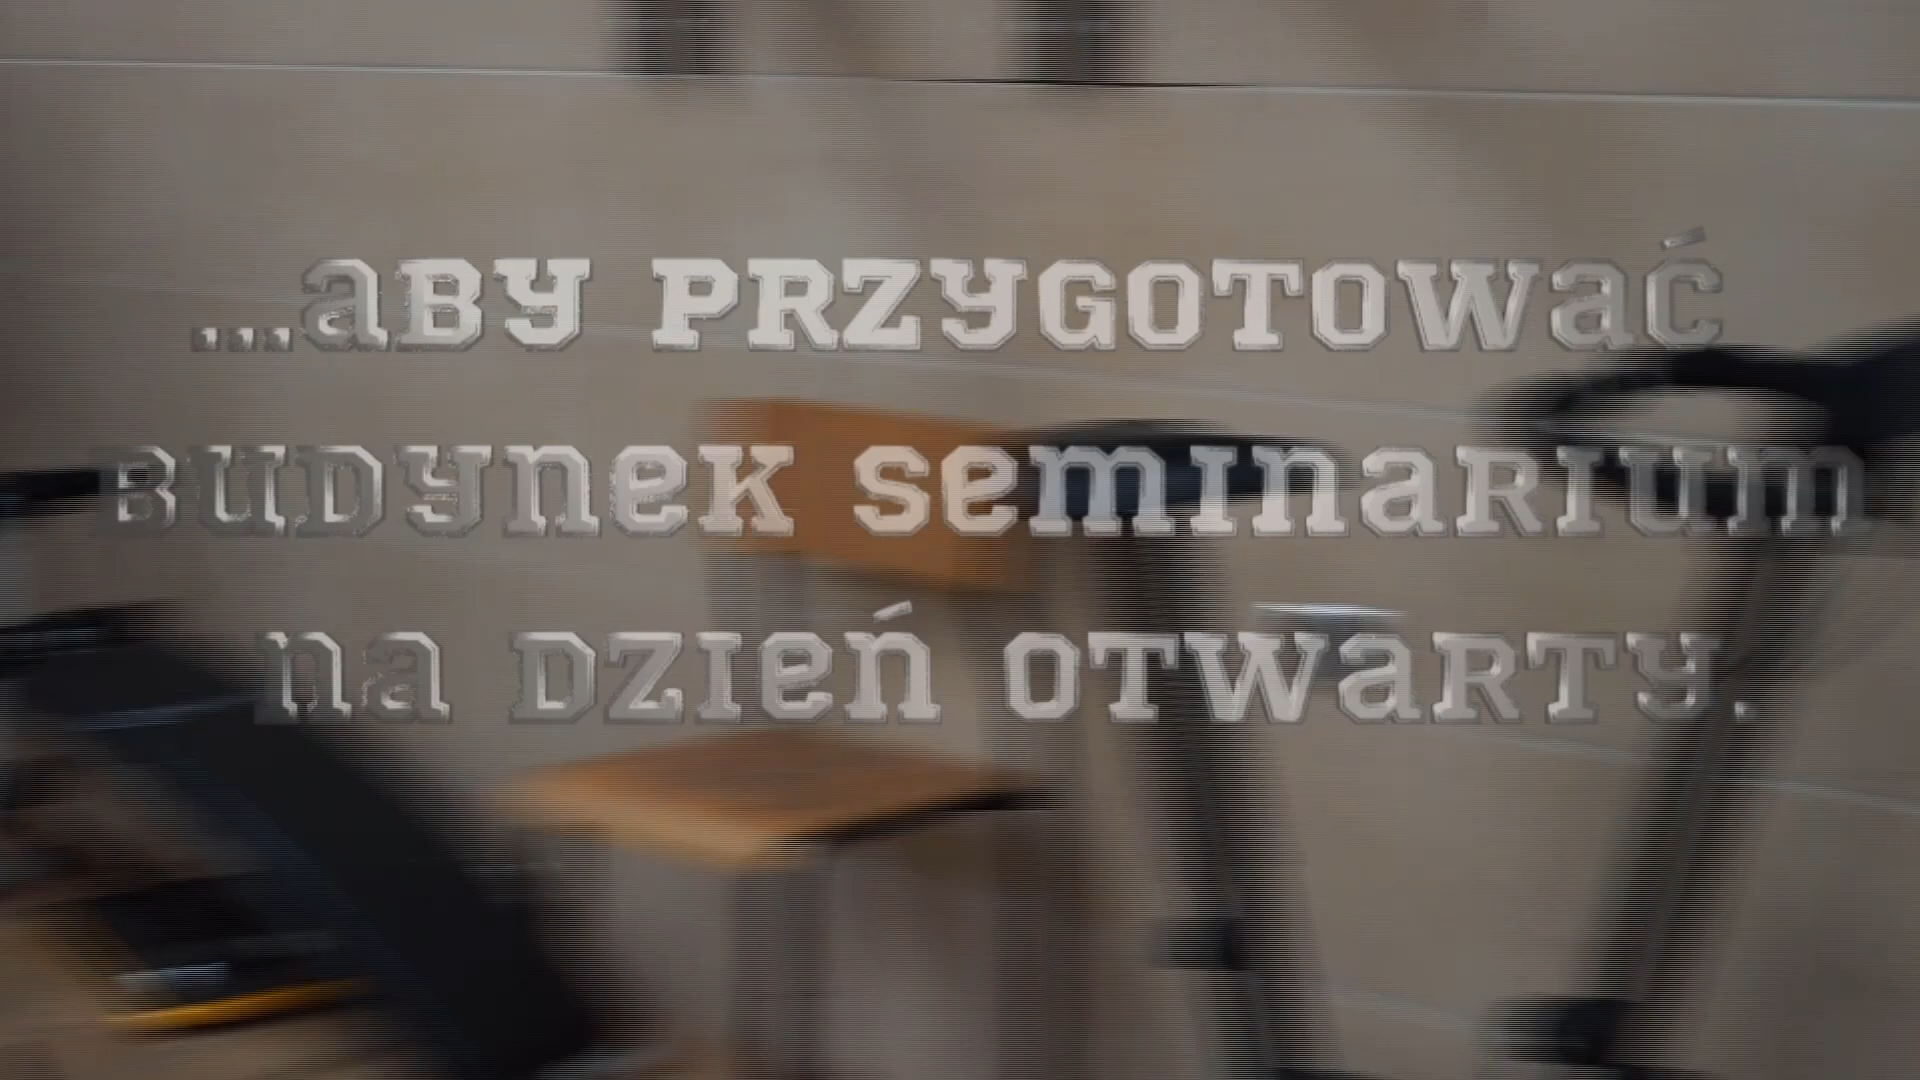 ...aby przygotować
budynek seminarium
na dzień otwarty.